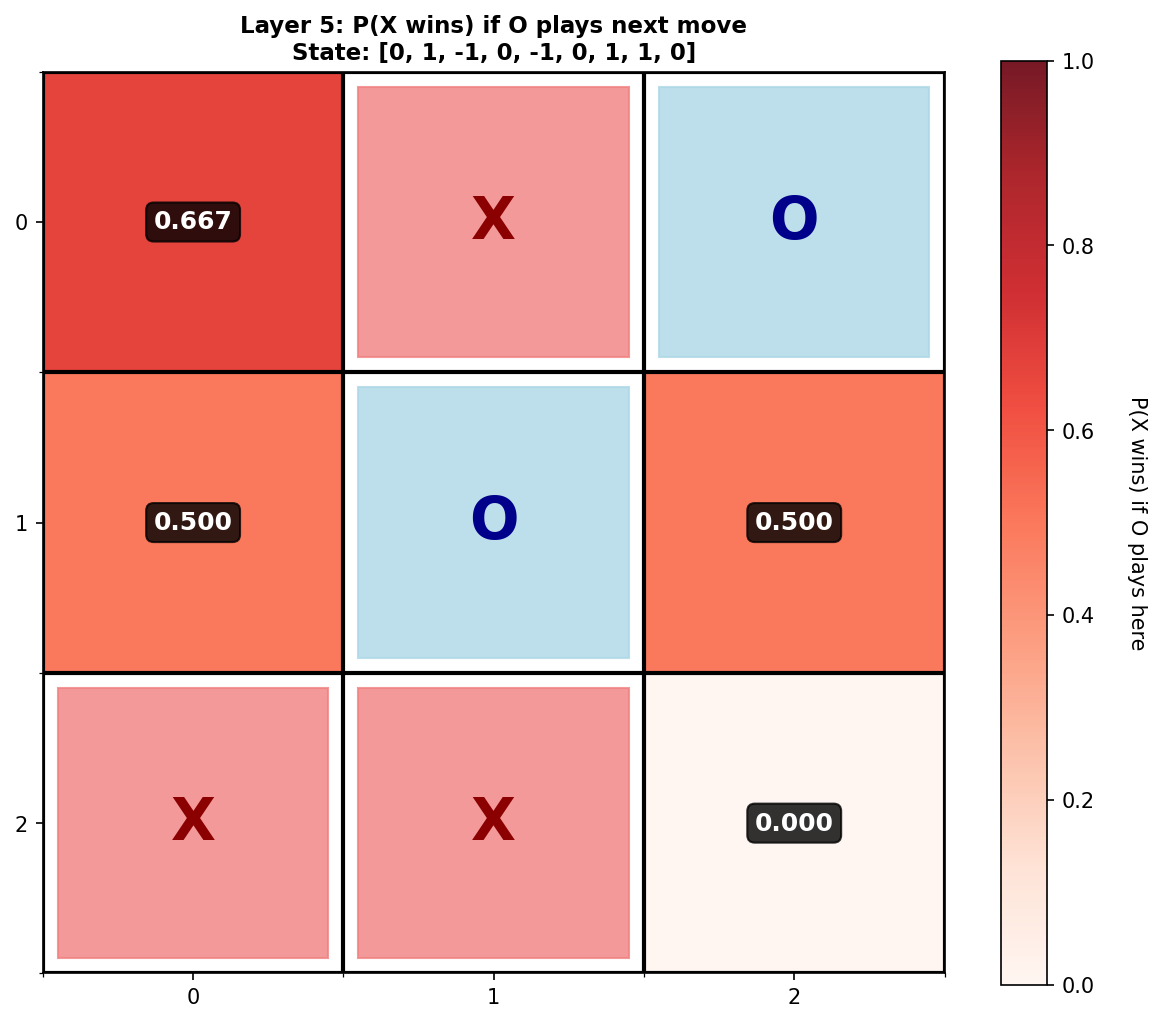 Layer 5: P(X wins) if O plays next move
State: [0, 1, -1, 0, -1, 0, 1, 1, 0]
0
0.667
X
O
1
0.500
O
0.500
2
X
X
0.000
0
1
2
1.0
0.8
0.6
0.4
0.2
0.0
P(X wins) if O plays here